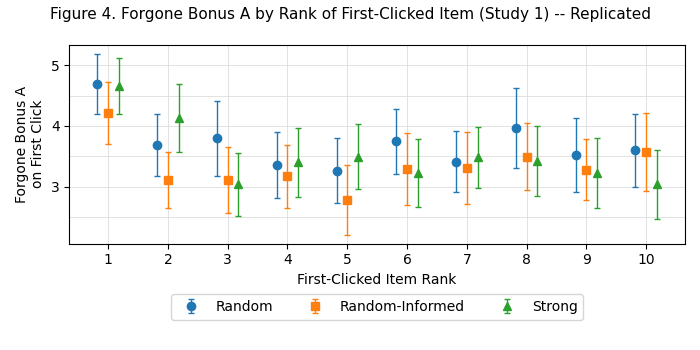 Figure 4. Forgone Bonus A by Rank of First-Clicked Item (Study 1) -- Replicated
Forgone Bonus A
on First Click
5
4
3
1 2 3 4 5 6 7 8 9 10
First-Clicked Item Rank
Random Random-Informed Strong